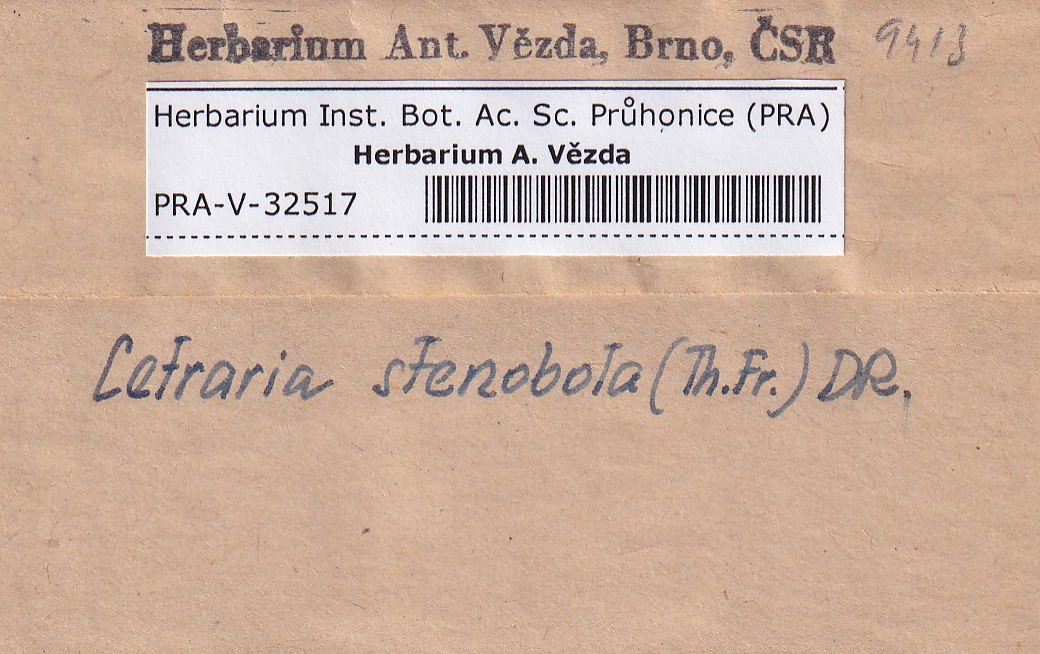 Herbarium Ant. Vězda, Brno, ČSR 9413
Herbarium Inst. Bot. Ac. Sc. Průhonice (PRA)
Herbarium A. Vězda
PRA-V-32517
Cetraria stenobota (Th.Fr.) DR.